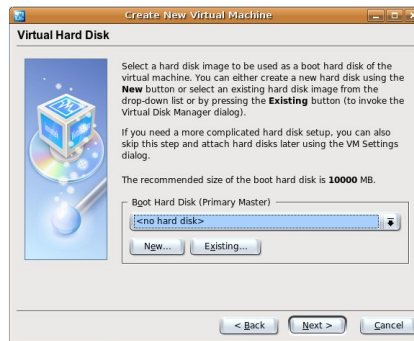 Create New Virtual Machine
Virtual Hard Disk
Select a hard disk image to be used as a boot hard disk of the
virtual machine. You can either create a new hard disk using the
New button or select an existing hard disk image from the
drop-down list or by pressing the Existing button (to invoke the
Virtual Disk Manager dialog).
If you need a more complicated hard disk setup, you can also
skip this step and attach hard disks later using the VM Settings
dialog.
The recommended size of the boot hard disk is 10000 MB.
Boot Hard Disk (Primary Master)
<no hard disk>
New... Existing...
< Back Next > Cancel